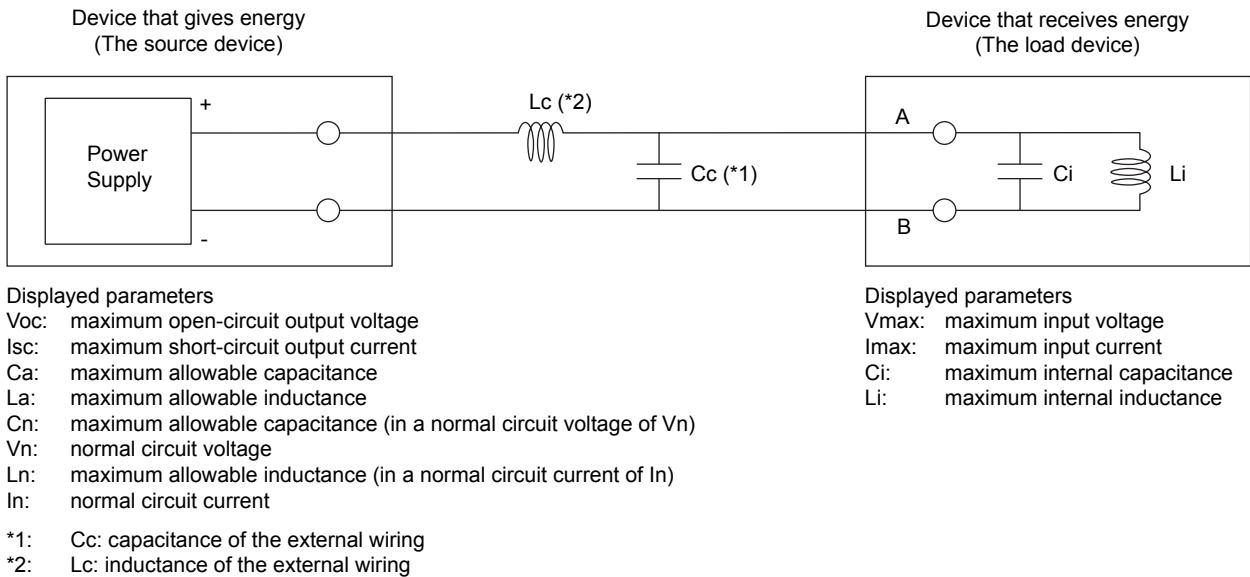 Device that gives energy
(The source device)
Device that receives energy
(The load device)
Power
Supply
+
-
Lc (*2)
Cc (*1)
A
B
Ci
Li
Displayed parameters
Voc: maximum open-circuit output voltage
Isc: maximum short-circuit output current
Ca: maximum allowable capacitance
La: maximum allowable inductance
Cn: maximum allowable capacitance (in a normal circuit voltage of Vn)
Vn: normal circuit voltage
Ln: maximum allowable inductance (in a normal circuit current of In)
In: normal circuit current
*1: Cc: capacitance of the external wiring
*2: Lc: inductance of the external wiring
Displayed parameters
Vmax: maximum input voltage
Imax: maximum input current
Ci: maximum internal capacitance
Li: maximum internal inductance